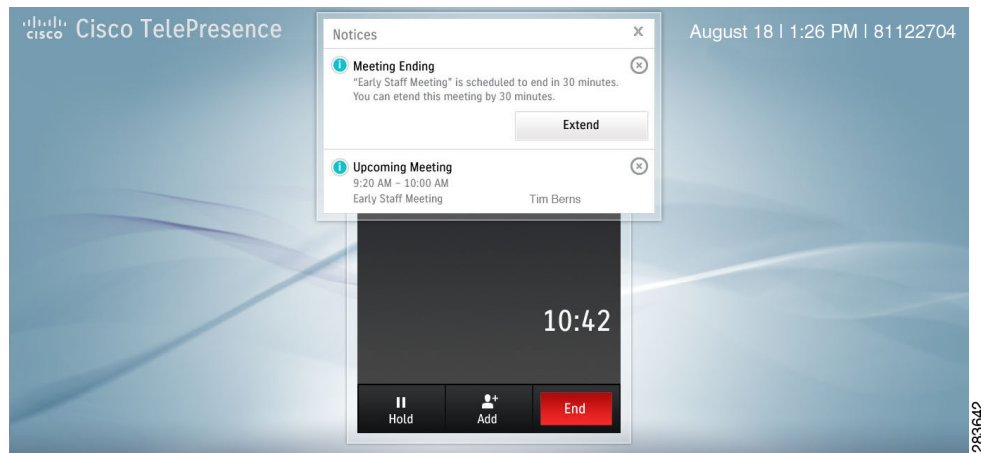 cisco Cisco TelePresence
August 18 | 1:26 PM | 81122704
Notices X
i Meeting Ending
“Early Staff Meeting” is scheduled to end in 30 minutes.
You can etend this meeting by 30 minutes.
Extend
i Upcoming Meeting
9:20 AM – 10:00 AM
Early Staff Meeting Tim Berns
10:42
Hold
Add
End
283642